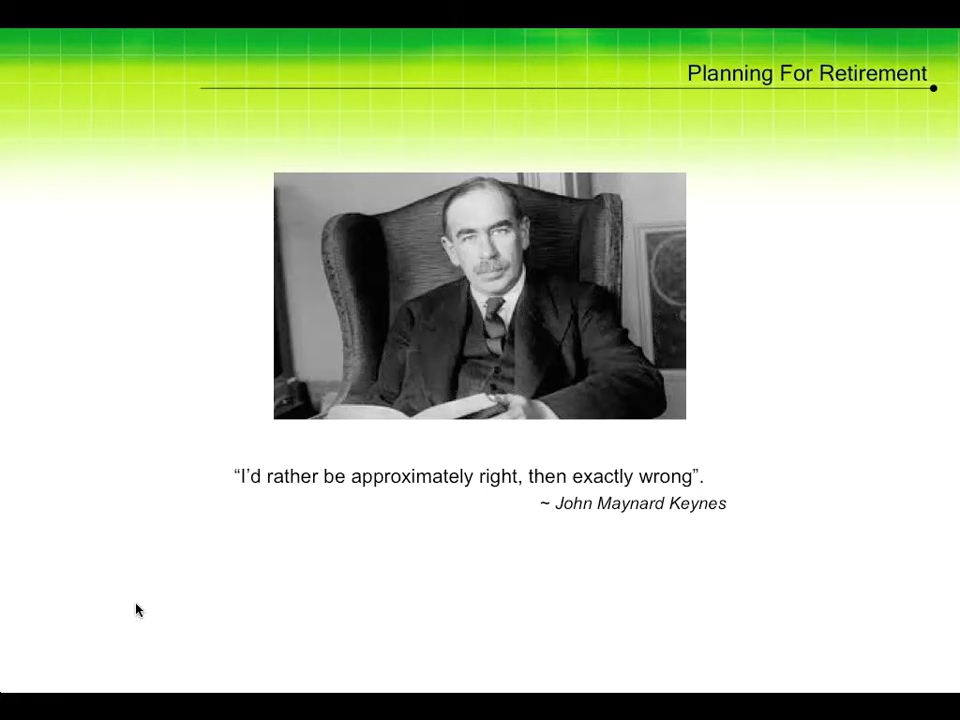 Planning For Retirement
“I’d rather be approximately right, then exactly wrong”.
~ John Maynard Keynes